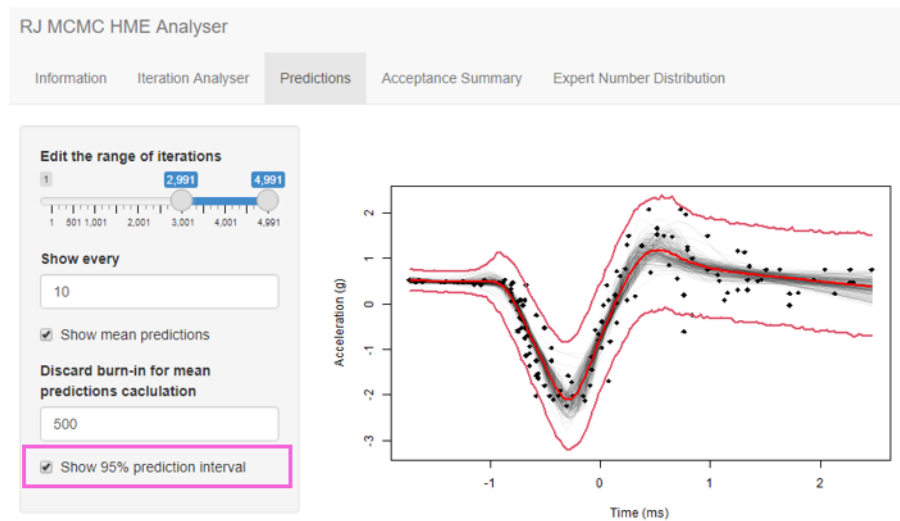 RJ MCMC HME Analyser
Information Iteration Analyser Predictions Acceptance Summary Expert Number Distribution
Edit the range of iterations
1 2,991 4,991
1 501 1,001 2,001 3,001 4,001 4,991
Show every
10
Show mean predictions
Discard burn-in for mean
predictions caclulation
500
Show 95% prediction interval
Acceleration (g)
2
1
0
-1
-2
-3
-1 0 1 2
Time (ms)